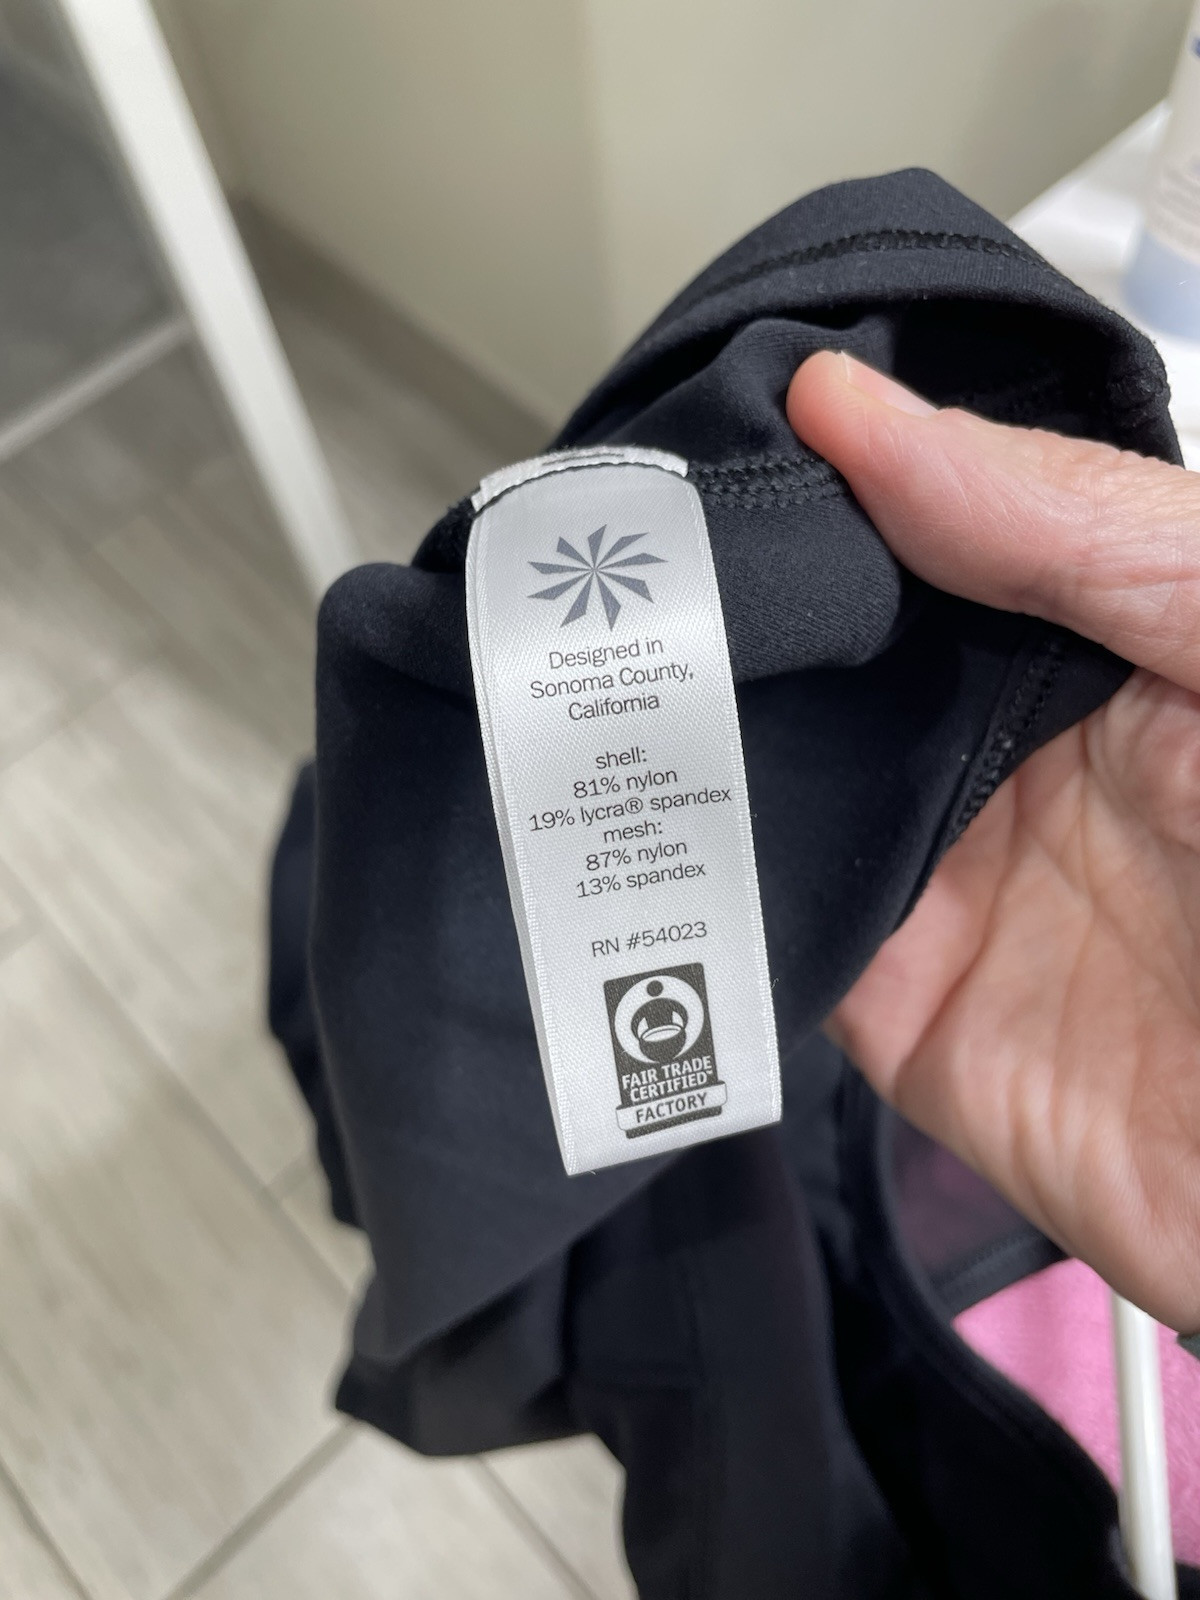 Designed in
Sonoma County,
California
shell:
81% nylon
19% lycra® spandex
mesh:
87% nylon
13% spandex
RN #54023
FAIR TRADE
CERTIFIED™
FACTORY